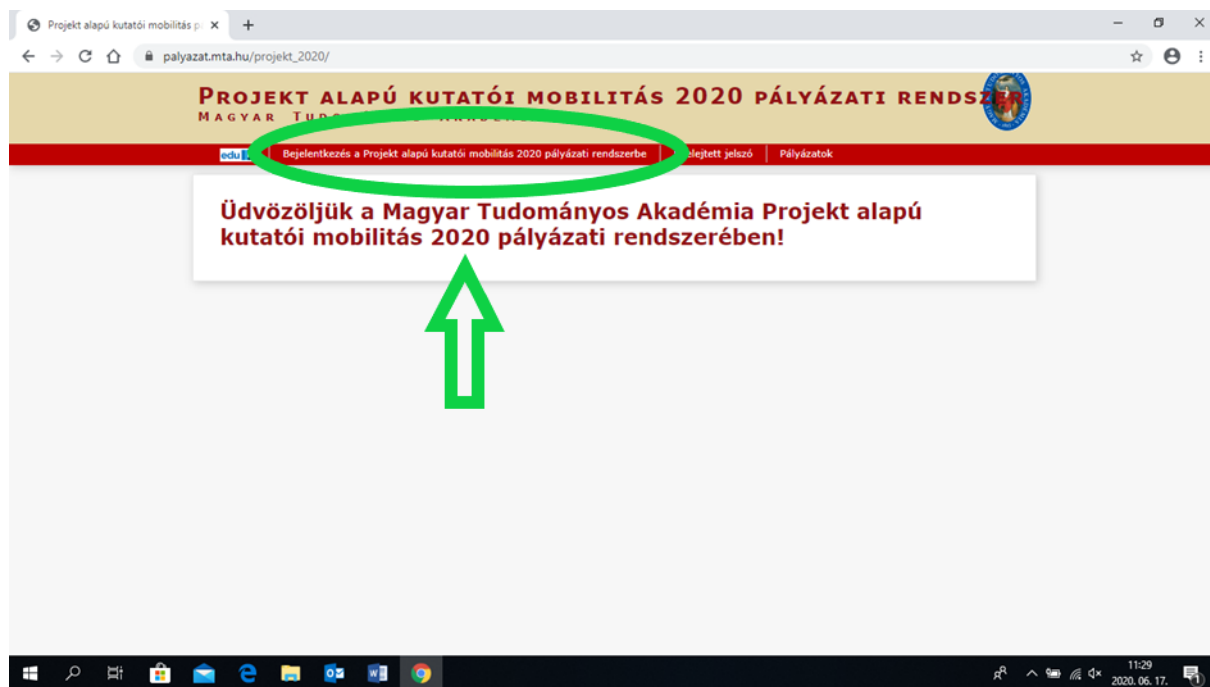 Projekt alapú kutatói mobilitás
palyazat.mta.hu/projekt_2020/
PROJEKT ALAPÚ KUTATÓI MOBILITÁS 2020 PÁLYÁZATI RENDSZER
MAGYAR
edu
Bejelentkezés a Projekt alapú kutatói mobilitás 2020 pályázati rendszerbe
jelszó
Pályázatok
Üdvözöljük a Magyar Tudományos Akadémia Projekt alapú
kutatói mobilitás 2020 pályázati rendszerében!
11:29
2020. 06. 17.